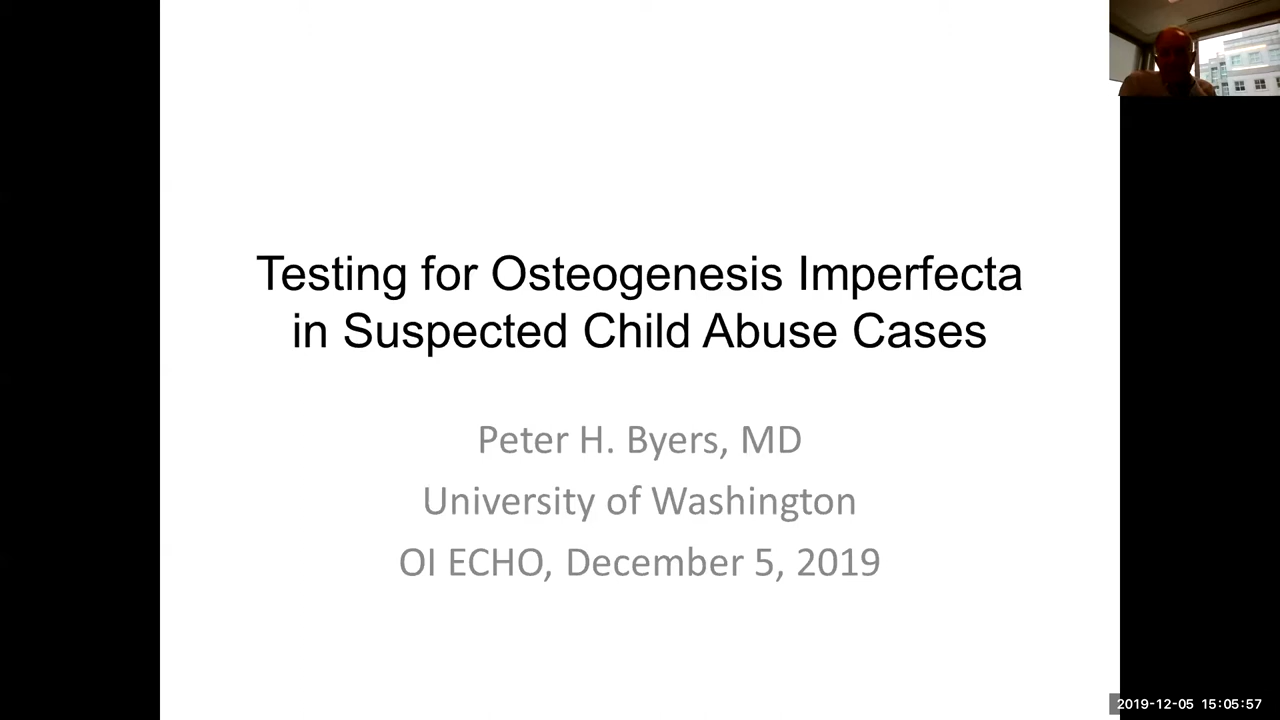 Testing for Osteogenesis Imperfecta
in Suspected Child Abuse Cases
Peter H. Byers, MD
University of Washington
OI ECHO, December 5, 2019
2019-12-05 15:05:57